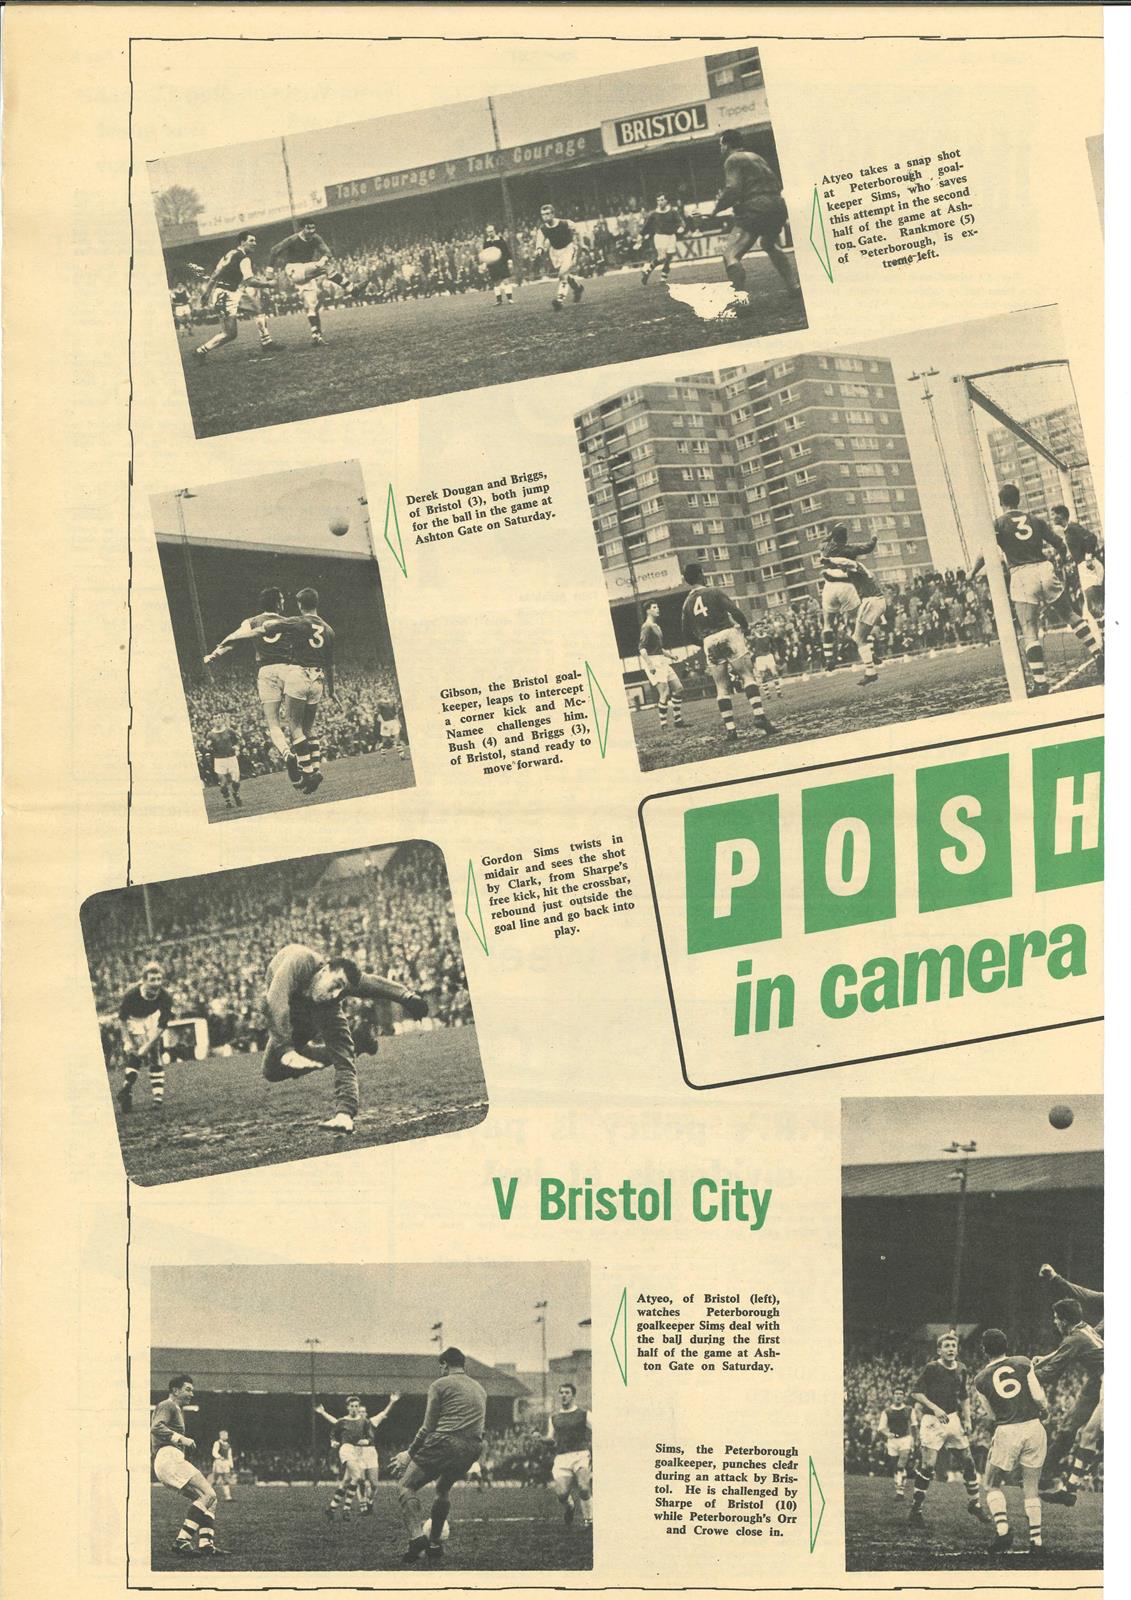 BRISTOL
Tipped
Take Courage
Take Courage
Atyeo takes a snap shot
at Peterborough goal-
keeper Sims, who saves
this attempt in the second
half of the game at Ash-
ton Gate. Rankmore (5)
of Peterborough, is ex-
treme left.
Derek Dougan and Briggs,
of Bristol (3), both jump
for the ball in the game at
Ashton Gate on Saturday.
Cigarettes
4
3
3
Gibson, the Bristol goal-
keeper, leaps to intercept
a corner kick and Mc-
Namee challenges him.
Bush (4) and Briggs (3),
of Bristol, stand ready to
move forward.
POSH
in camera
Gordon Sims twists in
midair and sees the shot
by Clark, from Sharpe's
free kick, hit the crossbar,
rebound just outside the
goal line and go back into
play.
V Bristol City
Atyeo, of Bristol (left),
watches Peterborough
goalkeeper Sims deal with
the ball during the first
half of the game at Ash-
ton Gate on Saturday.
6
Sims, the Peterborough
goalkeeper, punches clear
during an attack by Bris-
tol. He is challenged by
Sharpe of Bristol (10)
while Peterborough's Orr
and Crowe close in.